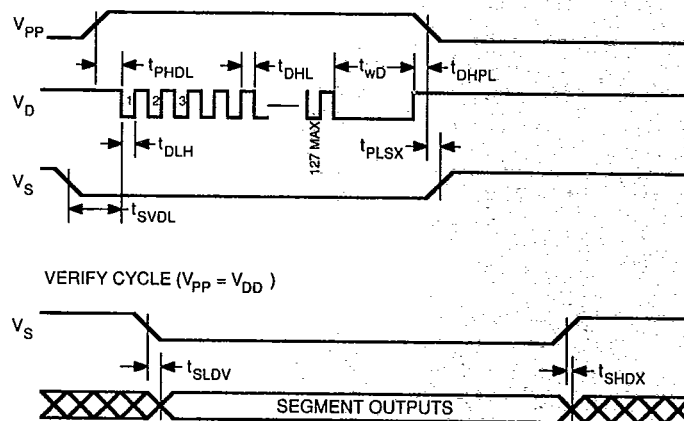 VPP
tPHDL
tDHL
twD
tDHPL
VD
1 2 3
127 MAX
tDLH
tPLSX
VS
tSVDL
VERIFY CYCLE (VPP = VDD )
VS
tSLDV
tSHDX
SEGMENT OUTPUTS